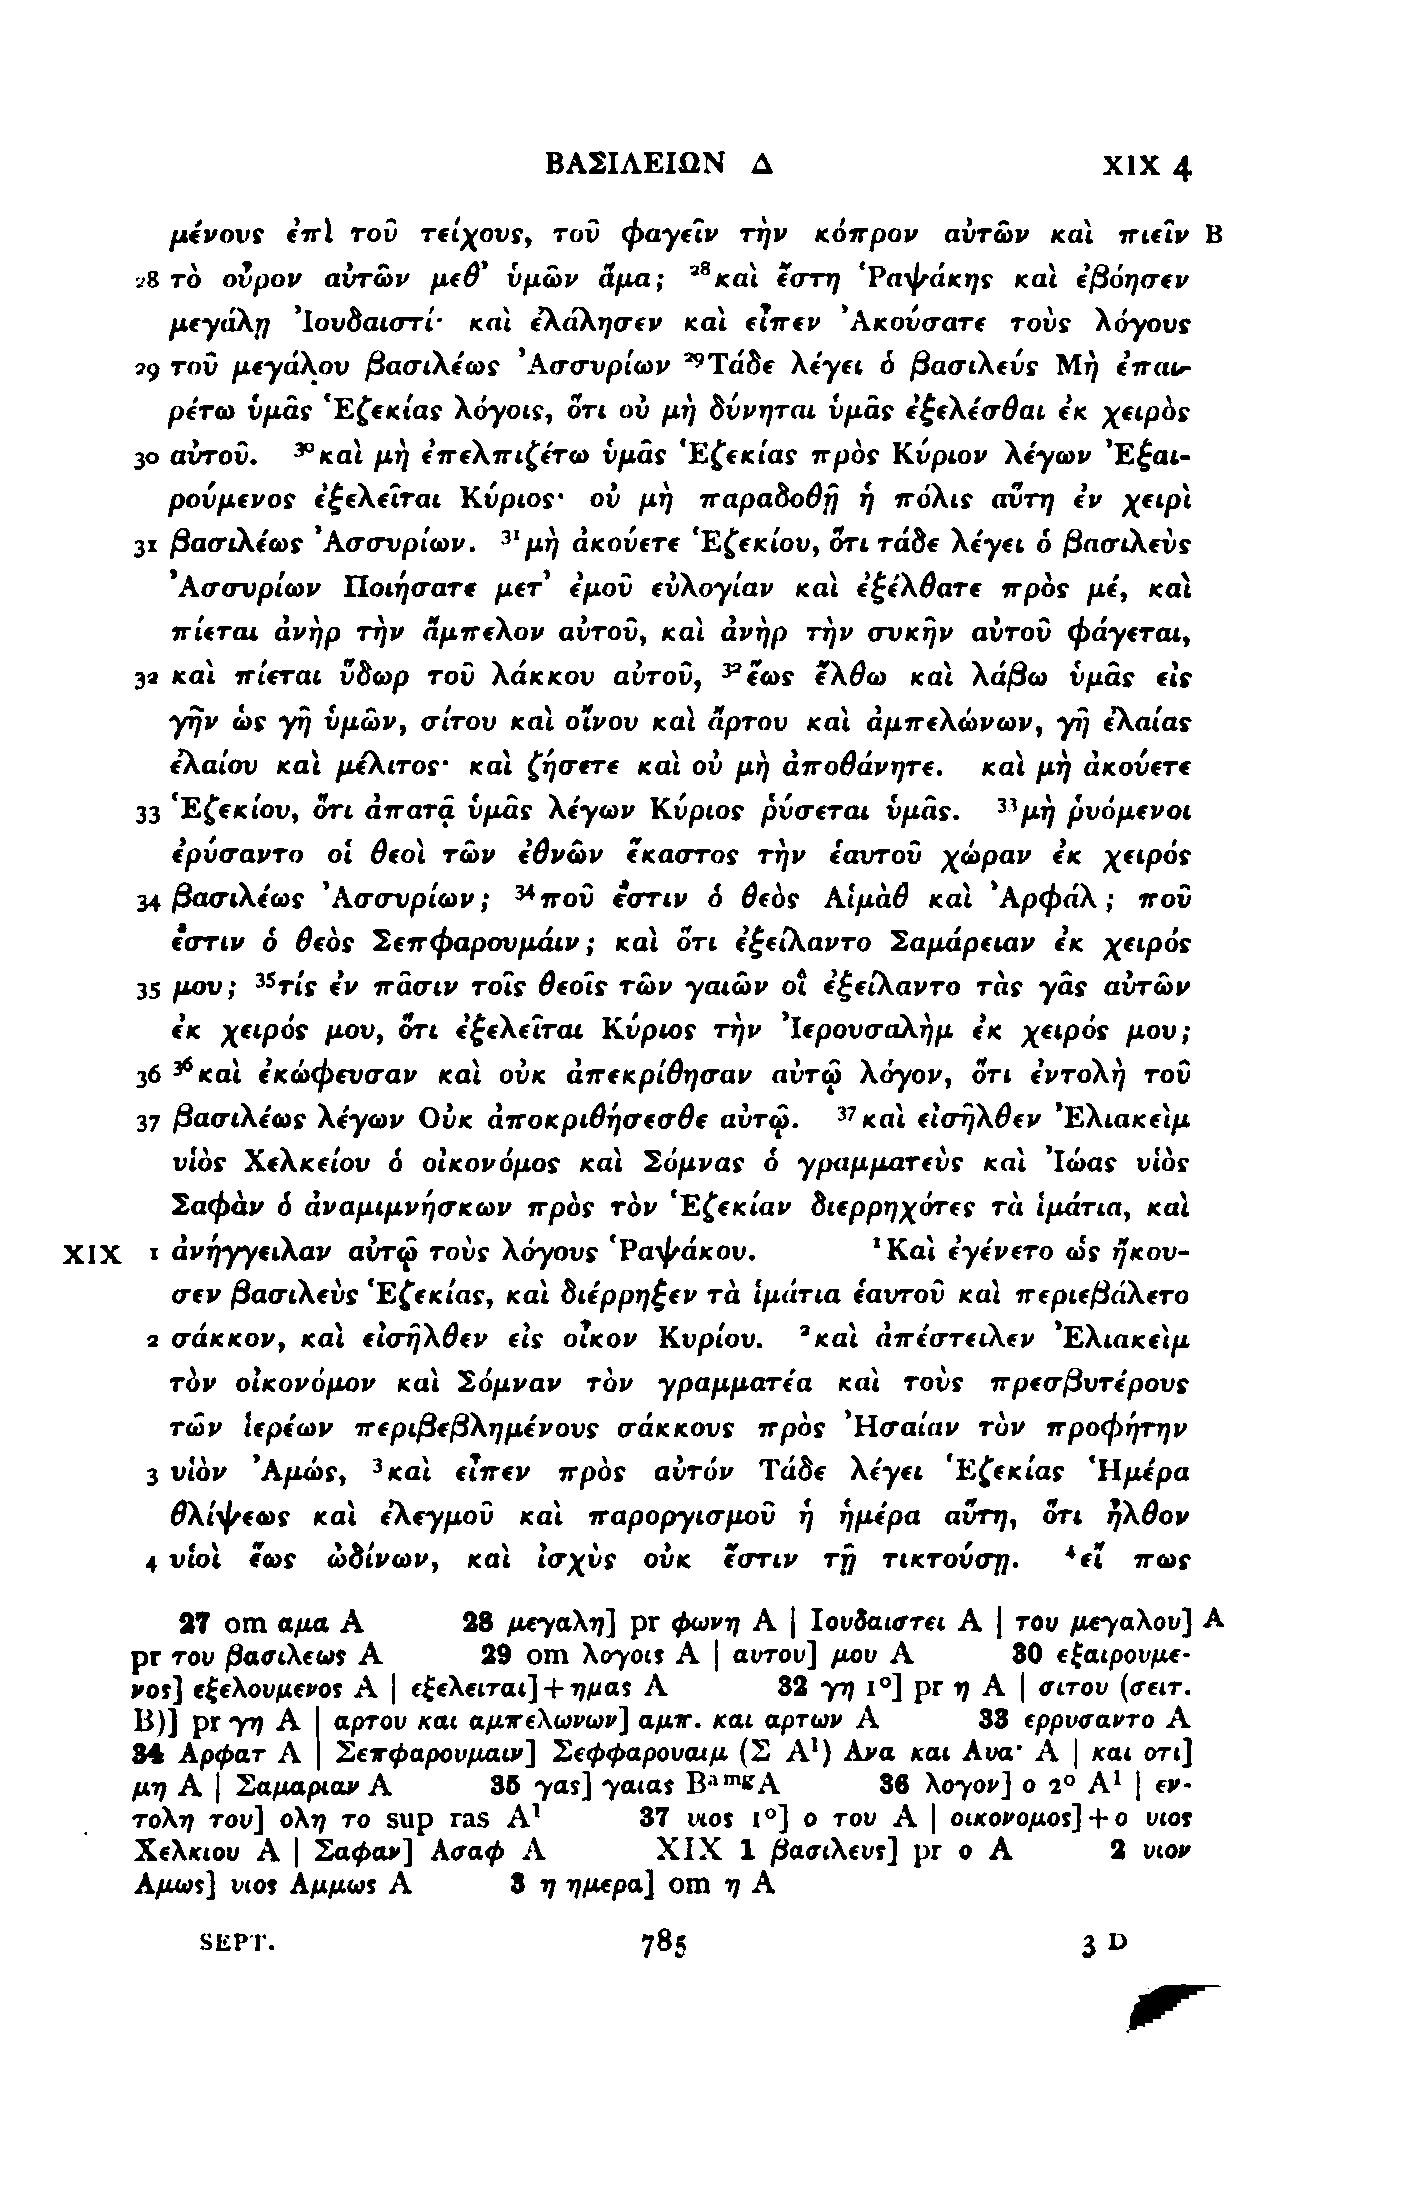 ΒΑΣΙΛΕΙΩΝ Δ XIX 4
μένους ἐπὶ τοῦ τείχους, τοῦ φαγεῖν τὴν κόπρον αὐτῶν καὶ πιεῖν B
28 τὸ οὖρον αὐτῶν μεθ᾽ ὑμῶν ἅμα; ²⁸καὶ ἔστη Ῥαψάκης καὶ ἐβόησεν
μεγάλῃ Ἰουδαιστί· καὶ ἐλάλησεν καὶ εἶπεν Ἀκούσατε τοὺς λόγους
29 τοῦ μεγάλου βασιλέως Ἀσσυρίων ²⁹Τάδε λέγει ὁ βασιλεύς Μὴ ἐπαι-
ρέτω ὑμᾶς Ἑζεκίας λόγοις, ὅτι οὐ μὴ δύνηται ὑμᾶς ἐξελέσθαι ἐκ χειρὸς
30 αὐτοῦ. ³⁰καὶ μὴ ἐπελπιζέτω ὑμᾶς Ἑζεκίας πρὸς Κύριον λέγων Ἐξαι-
ρούμενος ἐξελεῖται Κύριος· οὐ μὴ παραδοθῇ ἡ πόλις αὕτη ἐν χειρὶ
31 βασιλέως Ἀσσυρίων. ³¹μὴ ἀκούετε Ἑζεκίου, ὅτι τάδε λέγει ὁ βασιλεὺς
Ἀσσυρίων Ποιήσατε μετ᾽ ἐμοῦ εὐλογίαν καὶ ἐξέλθατε πρὸς μέ, καὶ
πίεται ἀνὴρ τὴν ἄμπελον αὐτοῦ, καὶ ἀνὴρ τὴν συκῆν αὐτοῦ φάγεται,
32 καὶ πίεται ὕδωρ τοῦ λάκκου αὐτοῦ, ³²ἕως ἔλθω καὶ λάβω ὑμᾶς εἰς
γῆν ὡς γῆ ὑμῶν, σίτου καὶ οἴνου καὶ ἄρτου καὶ ἀμπελώνων, γῆ ἐλαίας
ἐλαίου καὶ μέλιτος· καὶ ζήσετε καὶ οὐ μὴ ἀποθάνητε. καὶ μὴ ἀκούετε
33 Ἑζεκίου, ὅτι ἀπατᾷ ὑμᾶς λέγων Κύριος ῥύσεται ὑμᾶς. ³³μὴ ῥυόμενοι
ἐρύσαντο οἱ θεοὶ τῶν ἐθνῶν ἕκαστος τὴν ἑαυτοῦ χώραν ἐκ χειρός
34 βασιλέως Ἀσσυρίων; ³⁴ποῦ ἐστιν ὁ θεὸς Αἱμὰθ καὶ Ἀρφάλ; ποῦ
ἐστιν ὁ θεὸς Σεπφαρουμάιν; καὶ ὅτι ἐξείλαντο Σαμάρειαν ἐκ χειρός
35 μου; ³⁵τίς ἐν πᾶσιν τοῖς θεοῖς τῶν γαιῶν οἳ ἐξείλαντο τὰς γᾶς αὐτῶν
ἐκ χειρός μου, ὅτι ἐξελεῖται Κύριος τὴν Ἰερουσαλὴμ ἐκ χειρός μου;
36 ³⁶καὶ ἐκώφευσαν καὶ οὐκ ἀπεκρίθησαν αὐτῷ λόγον, ὅτι ἐντολὴ τοῦ
37 βασιλέως λέγων Οὐκ ἀποκριθήσεσθε αὐτῷ. ³⁷καὶ εἰσῆλθεν Ἐλιακεὶμ
υἱὸς Χελκείου ὁ οἰκονόμος καὶ Σόμνας ὁ γραμματεὺς καὶ Ἰώας υἱὸς
Σαφὰν ὁ ἀναμιμνήσκων πρὸς τὸν Ἑζεκίαν διερρηχότες τὰ ἱμάτια, καὶ
XIX 1 ἀνήγγειλαν αὐτῷ τοὺς λόγους Ῥαψάκου. ¹Καὶ ἐγένετο ὡς ἤκου-
σεν βασιλεὺς Ἑζεκίας, καὶ διέρρηξεν τὰ ἱμάτια ἑαυτοῦ καὶ περιεβάλετο
2 σάκκον, καὶ εἰσῆλθεν εἰς οἶκον Κυρίου. ²καὶ ἀπέστειλεν Ἐλιακεὶμ
τὸν οἰκονόμον καὶ Σόμναν τὸν γραμματέα καὶ τοὺς πρεσβυτέρους
τῶν ἱερέων περιβεβλημένους σάκκους πρὸς Ἠσαίαν τὸν προφήτην
3 υἱὸν Ἀμώς, ³καὶ εἶπεν πρὸς αὐτόν Τάδε λέγει Ἑζεκίας Ἡμέρα
θλίψεως καὶ ἐλεγμοῦ καὶ παροργισμοῦ ἡ ἡμέρα αὕτη, ὅτι ἦλθον
4 υἱοὶ ἕως ὠδίνων, καὶ ἰσχὺς οὐκ ἔστιν τῇ τικτούσῃ. ⁴εἴ πως
27 om αμα A 28 μεγαλη] pr φωνη A | Ιουδαιστει A | του μεγαλου] A
pr του βασιλεως A 29 om λογοις A | αυτου] μου A 30 εξαιρουμε-
νος] εξελουμενος A | εξελειται]+ημας A 32 γη 1º] pr η A | σιτου (σειτ.
B)] pr γη A | αρτου και αμπελωνων] αμπ. και αρτων A 33 ερρυσαντο A
34 Αρφατ A | Σεπφαρουμαιν] Σεφφαρουαιμ (Σ A¹) Ανα και Αυα· A | και οτι]
μη A | Σαμαριαν A 35 γας] γαιας Bᵃᵐᵍ A 36 λογον] ο 2º A¹ | εν-
τολη του] ολη το sup ras A¹ 37 υιος 1º] ο του A | οικονομος]+ο υιος
Χελκιου A | Σαφαν] Ασαφ A XIX 1 βασιλευς] pr ο A 2 υιον
Αμως] υιος Αμμως A 3 η ημερα] om η A
SEPT. 785 3 D